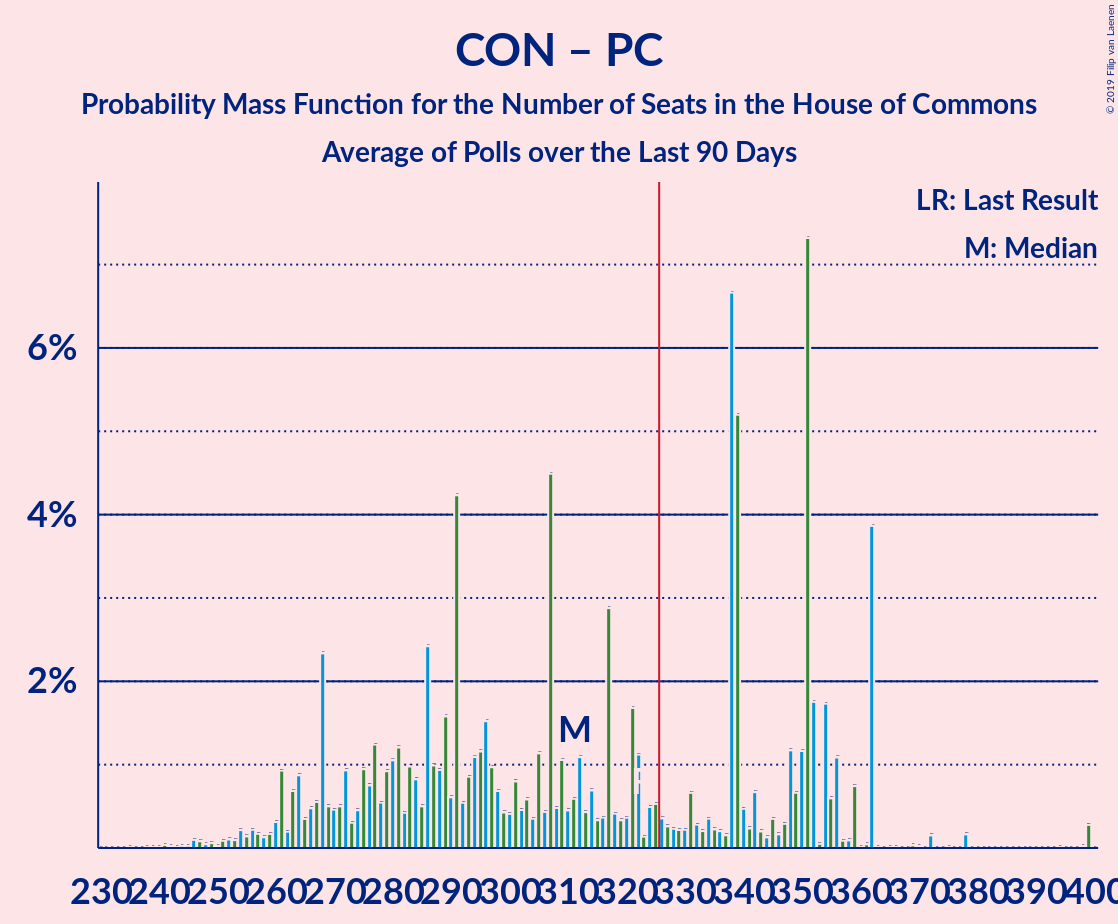 CON – PC
Probability Mass Function for the Number of Seats in the House of Commons
Average of Polls over the Last 90 Days
© 2019 Filip van Laenen
LR: Last Result
M: Median
6%
4%
2%
M
230 240 250 260 270 280 290 300 310 320 330 340 350 360 370 380 390 400